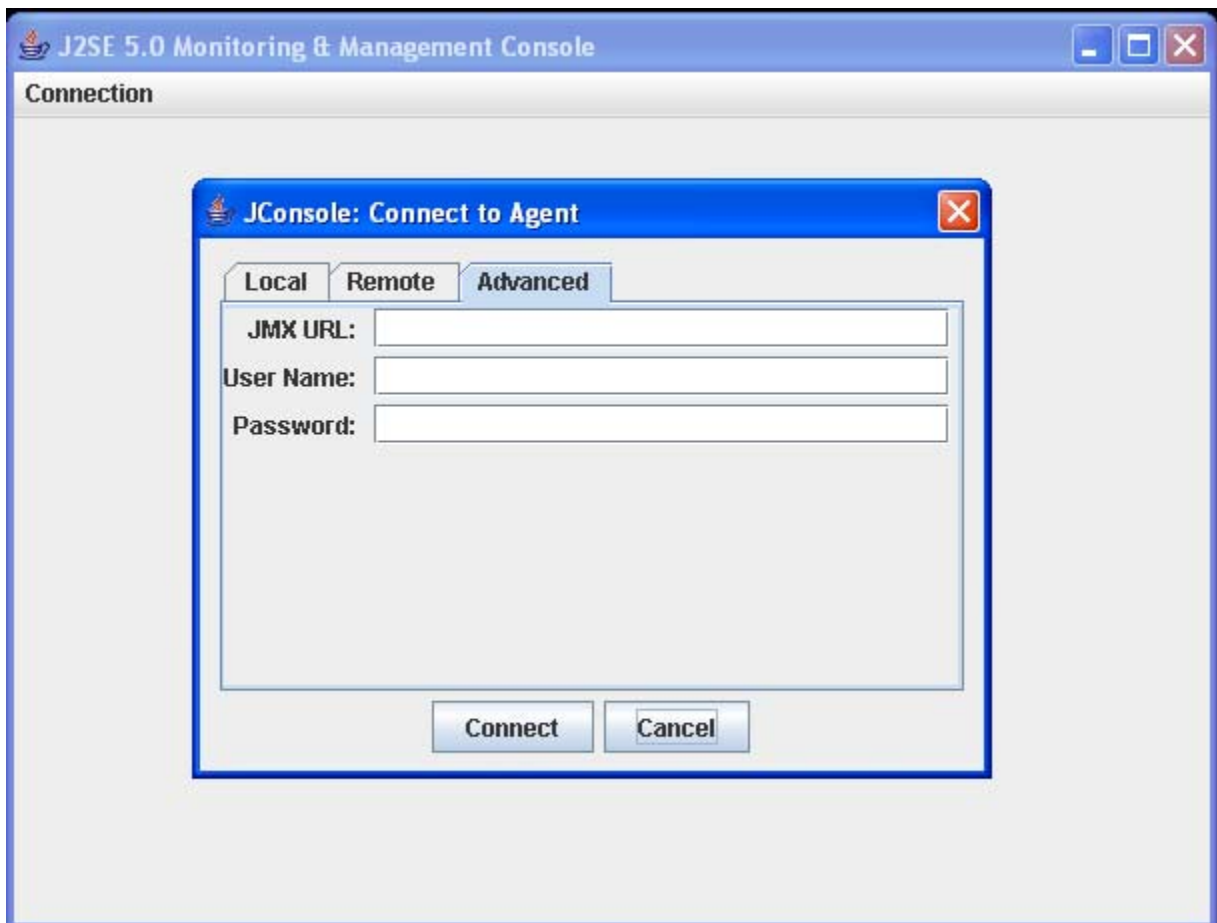 J2SE 5.0 Monitoring & Management Console
Connection
JConsole: Connect to Agent
Local Remote Advanced
JMX URL:
User Name:
Password:
Connect Cancel